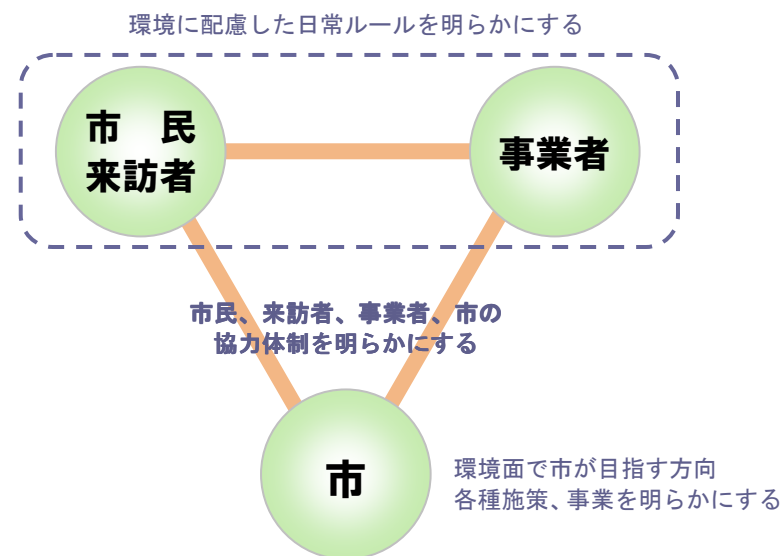 環境に配慮した日常ルールを明らかにする
市　民
来訪者
事業者
市民、来訪者、事業者、市の
協力体制を明らかにする
市
環境面で市が目指す方向
各種施策、事業を明らかにする